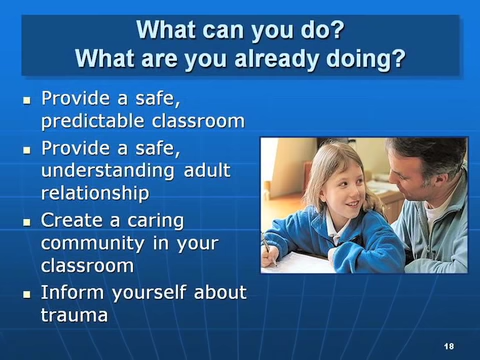 What can you do?
What are you already doing?
Provide a safe,
predictable classroom
Provide a safe,
understanding adult
relationship
Create a caring
community in your
classroom
Inform yourself about
trauma
18